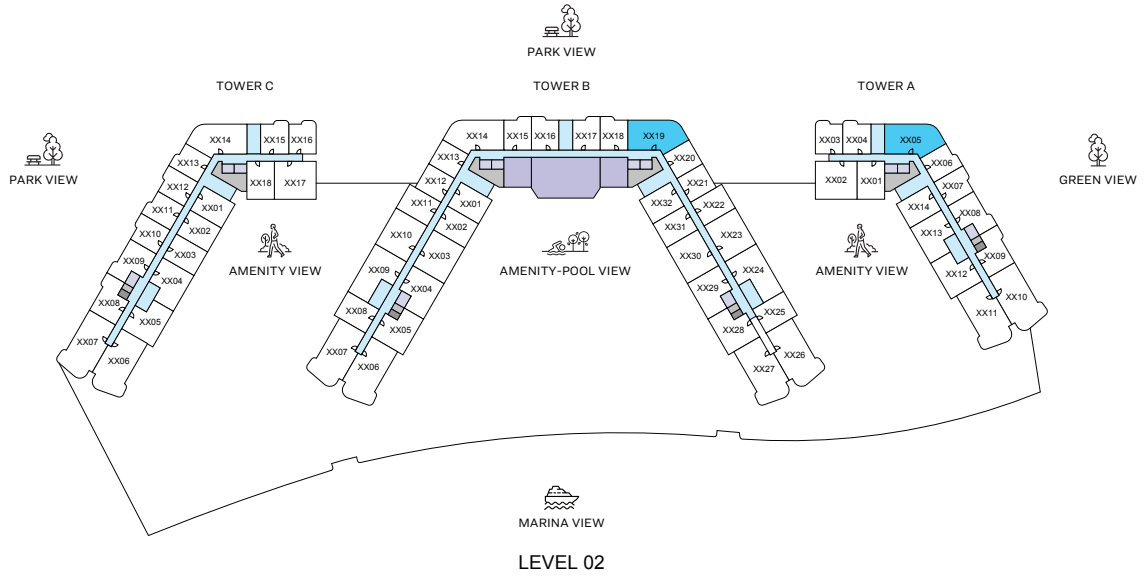 PARK VIEW
TOWER C
TOWER B
TOWER A
PARK VIEW
GREEN VIEW
XX14
XX15
XX16
XX13
XX12
XX11
XX10
XX09
XX08
XX07
XX06
XX05
XX04
XX03
XX02
XX01
XX18
XX17
AMENITY VIEW
XX14
XX15
XX16
XX17
XX18
XX19
XX13
XX12
XX11
XX10
XX09
XX08
XX07
XX06
XX05
XX04
XX03
XX02
XX01
XX20
XX21
XX22
XX23
XX24
XX25
XX26
XX27
XX28
XX29
XX30
XX31
XX32
AMENITY-POOL VIEW
XX03
XX04
XX05
XX02
XX01
XX06
XX07
XX08
XX09
XX10
XX11
XX12
XX13
XX14
AMENITY VIEW
MARINA VIEW
LEVEL 02